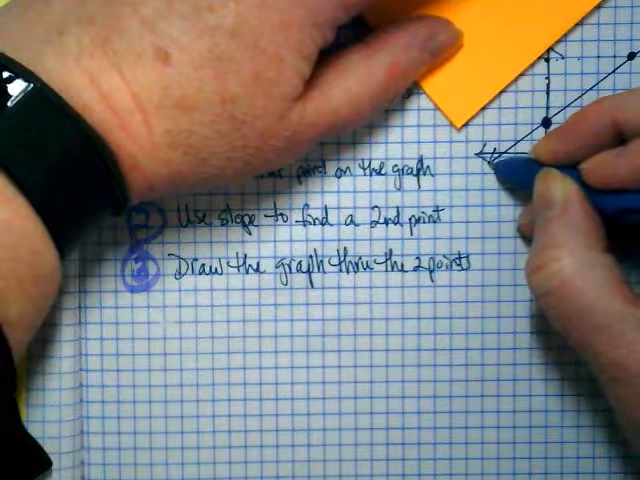 point on the graph
② Use slope to find a 2nd point
③ Draw the graph thru the 2 points